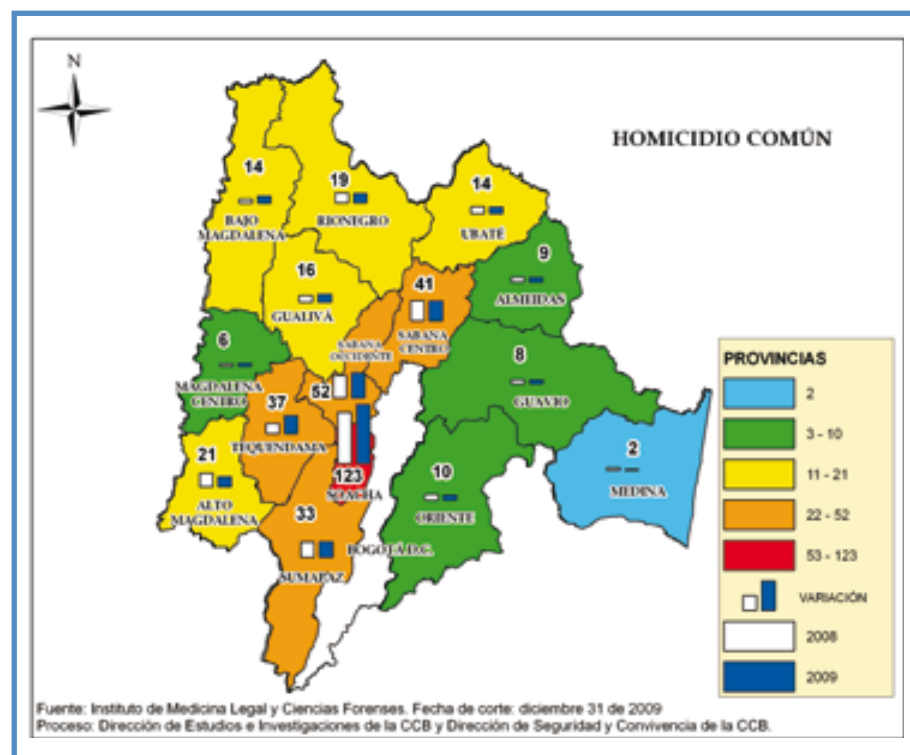 N
HOMICIDIO COMÚN
14
BAJO
MAGDALENA
19
RIONEGRO
14
UBATÉ
9
ALMEIDAS
16
GUALIVÁ
41
SABANA
CENTRO
SABANA
OCCIDENTE
52
6
MAGDALENA
CENTRO
8
GUAVIO
37
TEQUENDAMA
2
MEDINA
21
ALTO
MAGDALENA
123
SOACHA
10
ORIENTE
33
SUMAPAZ
BOGOTÁ D.C.
PROVINCIAS
2
3 - 10
11 - 21
22 - 52
53 - 123
VARIACIÓN
2008
2009
Fuente: Instituto de Medicina Legal y Ciencias Forenses. Fecha de corte: diciembre 31 de 2009
Proceso: Dirección de Estudios e Investigaciones de la CCB y Dirección de Seguridad y Convivencia de la CCB.